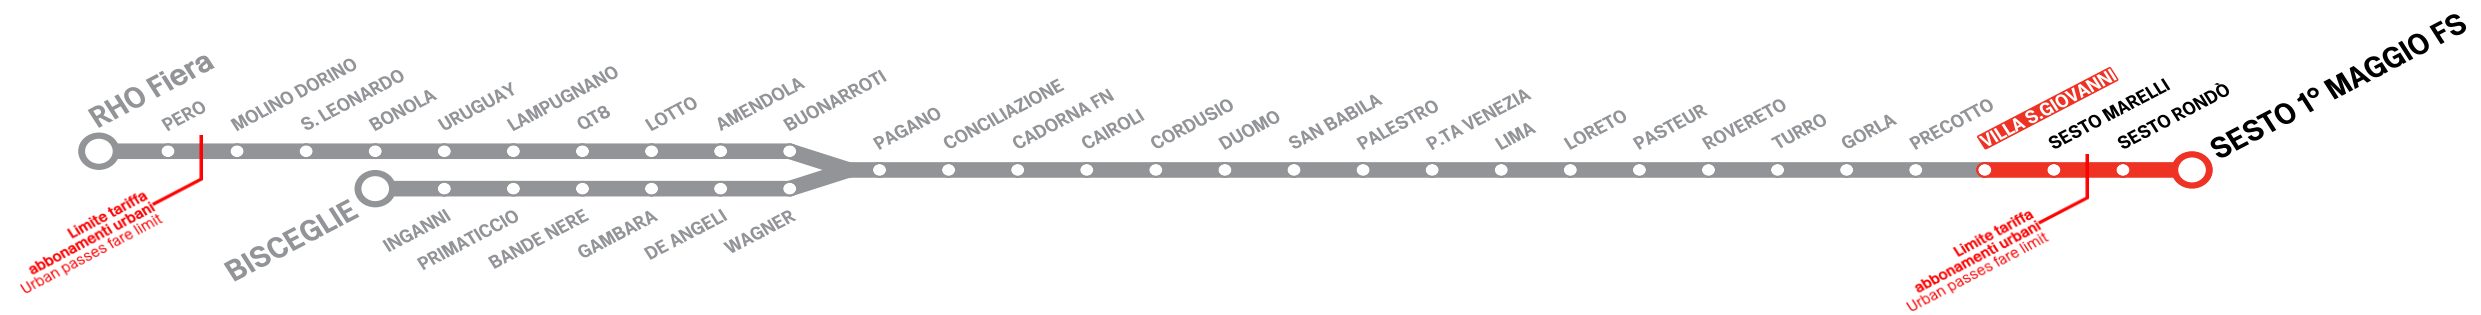 RHO Fiera
PERO
MOLINO DORINO
S. LEONARDO
BONOLA
URUGUAY
LAMPUGNANO
QT8
LOTTO
AMENDOLA
BUONARROTI
PAGANO
CONCILIAZIONE
CADORNA FN
CAIROLI
CORDUSIO
DUOMO
SAN BABILA
PALESTRO
P.TA VENEZIA
LIMA
LORETO
PASTEUR
ROVERETO
TURRO
GORLA
PRECOTTO
VILLA S.GIOVANNI
SESTO MARELLI
SESTO RONDÒ
SESTO 1° MAGGIO FS
Limite tariffa
abbonamenti urbani
Urban passes fare limit
BISCEGLIE
INGANNI
PRIMATICCIO
BANDE NERE
GAMBARA
DE ANGELI
WAGNER
Limite tariffa
abbonamenti urbani
Urban passes fare limit